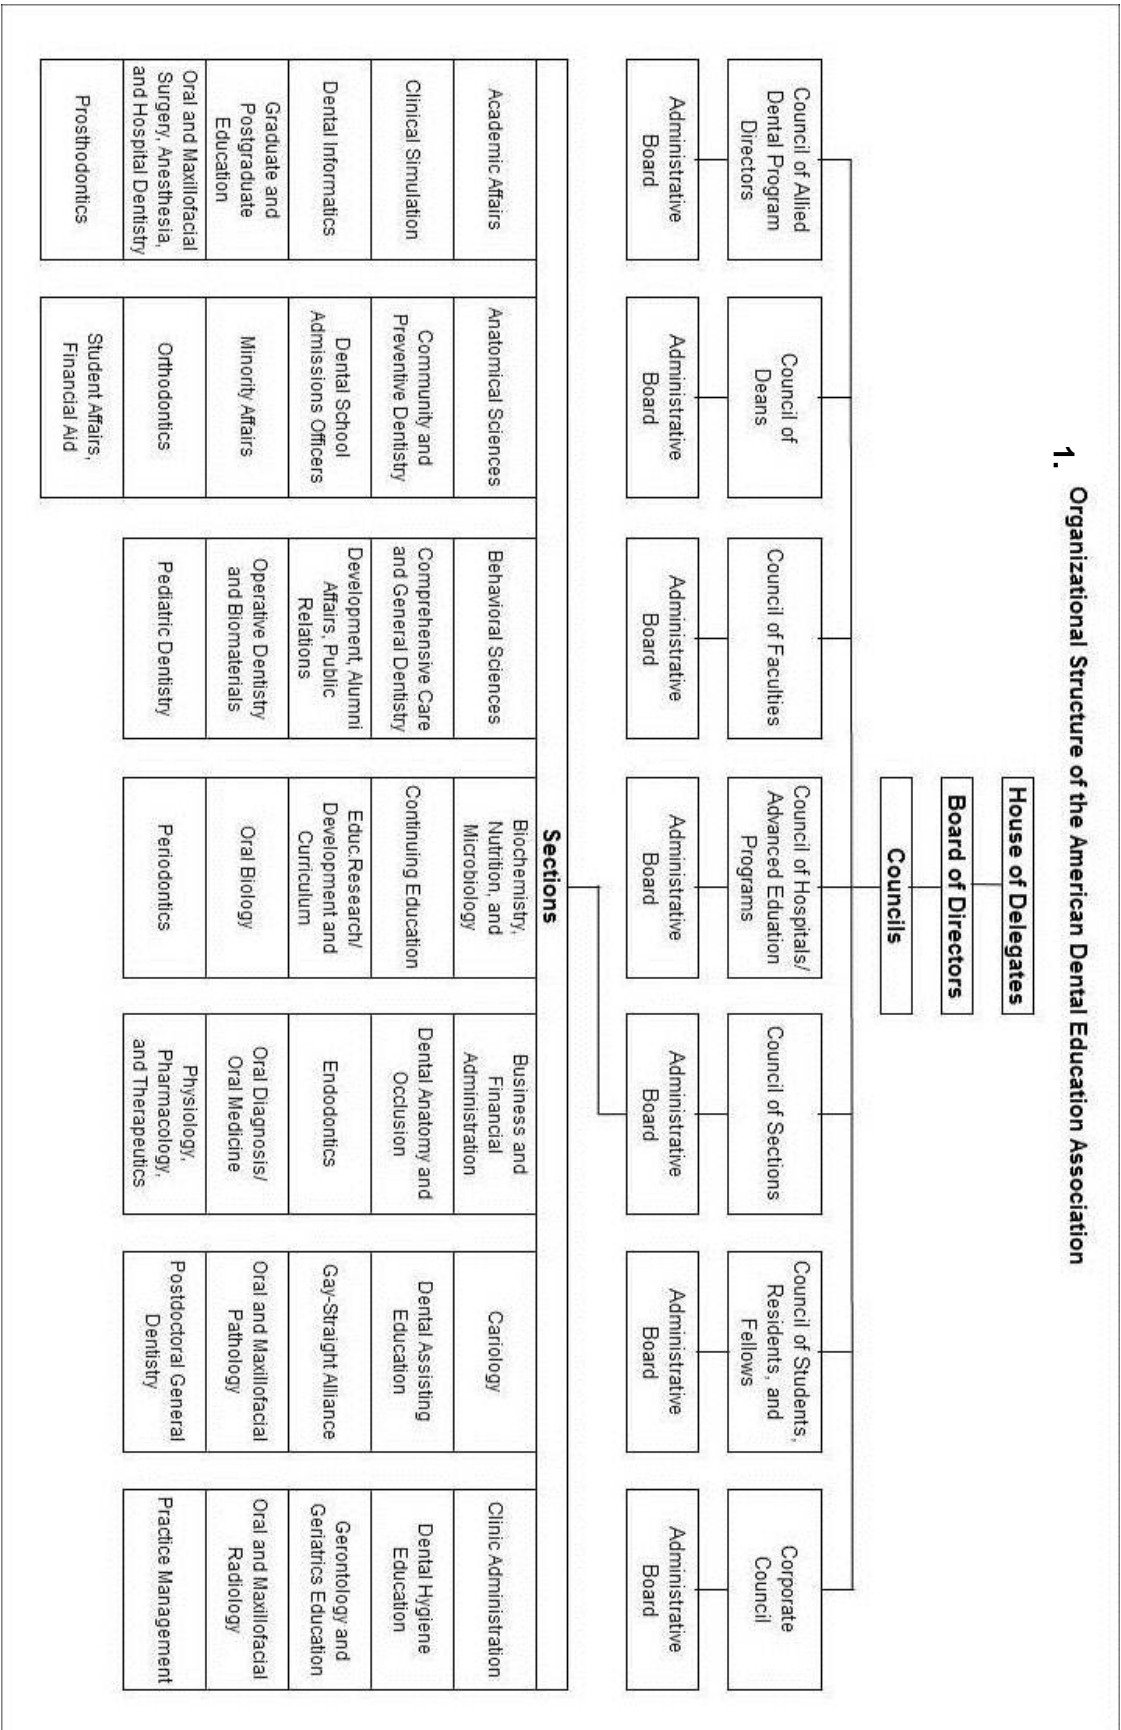 1.
Organizational Structure of the American Dental Education Association
House of Delegates
Board of Directors
Councils
Council of Allied
Dental Program
Directors
Council of
Deans
Council of Faculties
Council of Hospitals/
Advanced Eduation
Programs
Council of Sections
Council of Students,
Residents, and
Fellows
Corporate
Council
Administrative
Board
Administrative
Board
Administrative
Board
Administrative
Board
Administrative
Board
Administrative
Board
Administrative
Board
Sections
Academic Affairs
Anatomical Sciences
Behavioral Sciences
Biochemistry,
Nutrition, and
Microbiology
Business and
Financial
Administration
Cariology
Clinic Administration
Clinical Simulation
Community and
Preventive Dentistry
Comprehensive Care
and General Dentistry
Continuing Education
Dental Anatomy and
Occlusion
Dental Assisting
Education
Dental Hygiene
Education
Dental Informatics
Dental School
Admissions Officers
Development, Alumni
Affairs, Public
Relations
Educ.Research/
Development and
Curriculum
Endodontics
Gay-Straight Alliance
Gerontology and
Geriatrics Education
Graduate and
Postgraduate
Education
Minority Affairs
Operative Dentistry
and Biomaterials
Oral Biology
Oral Diagnosis/
Oral Medicine
Oral and Maxillofacial
Pathology
Oral and Maxillofacial
Radiology
Oral and Maxillofacial
Surgery, Anesthesia,
and Hospital Dentistry
Orthodontics
Pediatric Dentistry
Periodontics
Physiology,
Pharmacology,
and Therapeutics
Postdoctoral General
Dentistry
Practice Management
Prosthodontics
Student Affairs,
Financial Aid